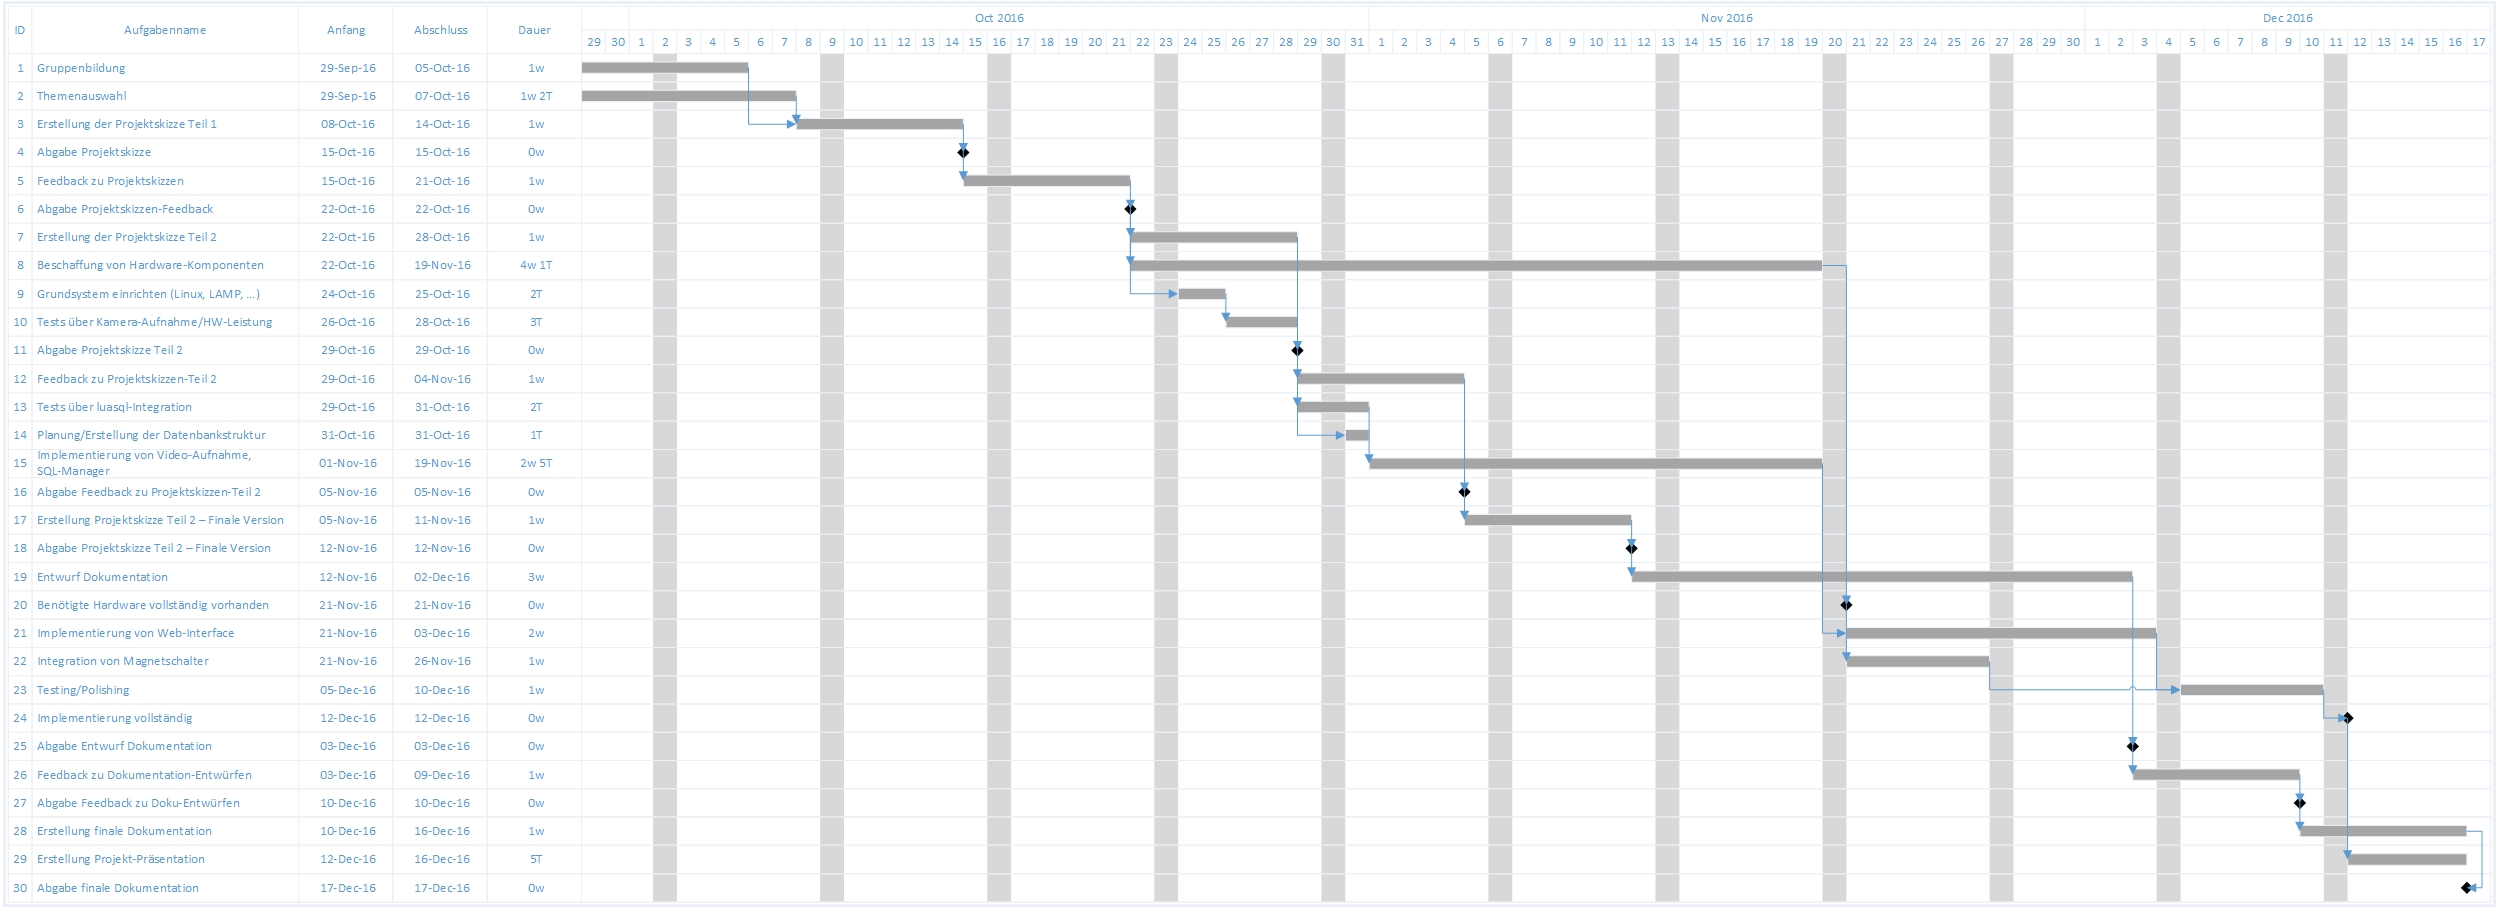 ID Aufgabenname Anfang Abschluss Dauer Oct 2016 Nov 2016 Dec 2016
29 30 1 2 3 4 5 6 7 8 9 10 11 12 13 14 15 16 17 18 19 20 21 22 23 24 25 26 27 28 29 30 31 1 2 3 4 5 6 7 8 9 10 11 12 13 14 15 16 17 18 19 20 21 22 23 24 25 26 27 28 29 30 1 2 3 4 5 6 7 8 9 10 11 12 13 14 15 16 17
1 Gruppenbildung 29-Sep-16 05-Oct-16 1w
2 Themenauswahl 29-Sep-16 07-Oct-16 1w 2T
3 Erstellung der Projektskizze Teil 1 08-Oct-16 14-Oct-16 1w
4 Abgabe Projektskizze 15-Oct-16 15-Oct-16 0w
5 Feedback zu Projektskizzen 15-Oct-16 21-Oct-16 1w
6 Abgabe Projektskizzen-Feedback 22-Oct-16 22-Oct-16 0w
7 Erstellung der Projektskizze Teil 2 22-Oct-16 28-Oct-16 1w
8 Beschaffung von Hardware-Komponenten 22-Oct-16 19-Nov-16 4w 1T
9 Grundsystem einrichten (Linux, LAMP, ...) 24-Oct-16 25-Oct-16 2T
10 Tests über Kamera-Aufnahme/HW-Leistung 26-Oct-16 28-Oct-16 3T
11 Abgabe Projektskizze Teil 2 29-Oct-16 29-Oct-16 0w
12 Feedback zu Projektskizzen-Teil 2 29-Oct-16 04-Nov-16 1w
13 Tests über luasql-Integration 29-Oct-16 31-Oct-16 2T
14 Planung/Erstellung der Datenbankstruktur 31-Oct-16 31-Oct-16 1T
15 Implementierung von Video-Aufnahme,
SQL-Manager 01-Nov-16 19-Nov-16 2w 5T
16 Abgabe Feedback zu Projektskizzen-Teil 2 05-Nov-16 05-Nov-16 0w
17 Erstellung Projektskizze Teil 2 – Finale Version 05-Nov-16 11-Nov-16 1w
18 Abgabe Projektskizze Teil 2 – Finale Version 12-Nov-16 12-Nov-16 0w
19 Entwurf Dokumentation 12-Nov-16 02-Dec-16 3w
20 Benötigte Hardware vollständig vorhanden 21-Nov-16 21-Nov-16 0w
21 Implementierung von Web-Interface 21-Nov-16 03-Dec-16 2w
22 Integration von Magnetschalter 21-Nov-16 26-Nov-16 1w
23 Testing/Polishing 05-Dec-16 10-Dec-16 1w
24 Implementierung vollständig 12-Dec-16 12-Dec-16 0w
25 Abgabe Entwurf Dokumentation 03-Dec-16 03-Dec-16 0w
26 Feedback zu Dokumentation-Entwürfen 03-Dec-16 09-Dec-16 1w
27 Abgabe Feedback zu Doku-Entwürfen 10-Dec-16 10-Dec-16 0w
28 Erstellung finale Dokumentation 10-Dec-16 16-Dec-16 1w
29 Erstellung Projekt-Präsentation 12-Dec-16 16-Dec-16 5T
30 Abgabe finale Dokumentation 17-Dec-16 17-Dec-16 0w